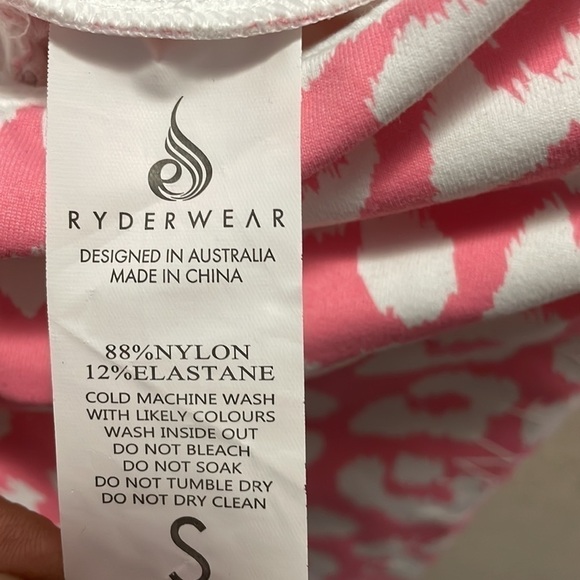 RYDERWEAR
DESIGNED IN AUSTRALIA
MADE IN CHINA
88%NYLON
12%ELASTANE
COLD MACHINE WASH
WITH LIKELY COLOURS
WASH INSIDE OUT
DO NOT BLEACH
DO NOT SOAK
DO NOT TUMBLE DRY
DO NOT DRY CLEAN
S